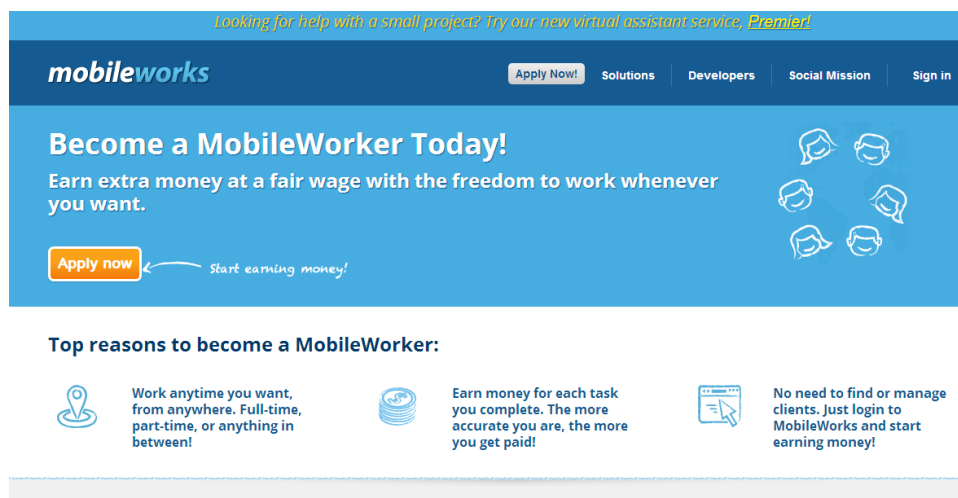 Looking for help with a small project? Try our new virtual assistant service, Premier!
mobileworks
Apply Now!
Solutions
Developers
Social Mission
Sign in
Become a MobileWorker Today!
Earn extra money at a fair wage with the freedom to work whenever
you want.
Apply now
Start earning money!
Top reasons to become a MobileWorker:
Work anytime you want,
from anywhere. Full-time,
part-time, or anything in
between!
Earn money for each task
you complete. The more
accurate you are, the more
you get paid!
No need to find or manage
clients. Just login to
MobileWorks and start
earning money!